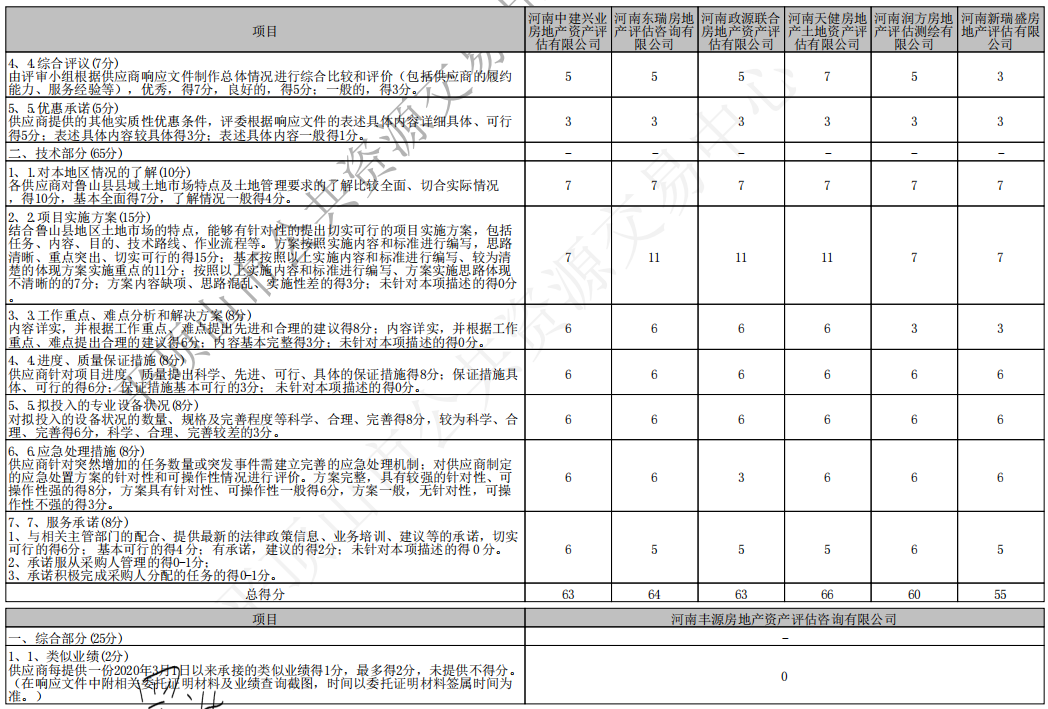 项目 河南中建兴业房地产资产评估有限公司 河南东瑞房地产评估咨询有限公司 河南政源联合房地产资产评估有限公司 河南天健房地产土地资产评估有限公司 河南润方房地产评估测绘有限公司 河南新瑞盛房地产评估有限公司
4、4.综合评议(7分)
由评审小组根据供应商响应文件制作总体情况进行综合比较和评价（包括供应商的履约
能力、服务经验等），优秀，得7分，良好的，得5分；一般的，得3分。
5 5 5 7 5 3
5、5.优惠承诺(5分)
供应商提供的其他实质性优惠条件，评委根据响应文件的表述具体内容详细具体、可行
得5分；表述具体内容较具体得3分；表述具体内容一般得1分。
3 3 3 3 3 3
二、技术部分(65分) - - - - - -
1、1.对本地区情况的了解(10分)
各供应商对鲁山县县域土地市场特点及土地管理要求的了解比较全面、切合实际情况
，得10分，基本全面得7分，了解情况一般得4分。
7 7 7 7 7 7
2、2.项目实施方案(15分)
结合鲁山县地区土地市场的特点，能够有针对性的提出切实可行的项目实施方案，包括
任务、内容、目的、技术路线、作业流程等。方案按照实施内容和标准进行编写，思路
清晰、重点突出、切实可行的得15分；基本按照以上实施内容和标准进行编写、较为清
楚的体现方案实施重点的11分；按照以上实施内容和标准进行编写、方案实施思路体现
不清晰的的7分；方案内容缺项、思路混乱、实施性差的得3分；未针对本项描述的得0分
。
7 11 11 11 7 7
3、3.工作重点、难点分析和解决方案(8分)
内容详实，并根据工作重点、难点提出先进和合理的建议得8分；内容详实，并根据工作
重点、难点提出合理的建议得6分；内容基本完整得3分；未针对本项描述的得0分。
6 6 6 6 3 3
4、4.进度、质量保证措施(8分)
供应商针对项目进度、质量提出科学、先进、可行、具体的保证措施得8分；保证措施具
体、可行的得6分；保证措施基本可行的3分； 未针对本项描述的得0分。
6 6 6 6 6 6
5、5.拟投入的专业设备状况(8分)
对拟投入的设备状况的数量、规格及完善程度等科学、合理、完善得8分，较为科学、合
理、完善得6分，科学、合理、完善较差的3分。
6 6 6 6 6 6
6、6.应急处理措施(8分)
供应商针对突然增加的任务数量或突发事件需建立完善的应急处理机制；对供应商制定
的应急处置方案的针对性和可操作性情况进行评价。方案完整，具有较强的针对性、可
操作性强的得8分，方案具有针对性、可操作性一般得6分，方案一般，无针对性，可操
作性不强的得3分。
6 6 3 6 6 6
7、7、服务承诺(8分)
1、与相关主管部门的配合、提供最新的法律政策信息、业务培训、建议等的承诺，切实
可行的得6分； 基本可行的得4 分；有承诺，建议的得2分；未针对本项描述的得 0 分。
2、承诺服从采购人管理的得0-1分；
3、承诺积极完成采购人分配的任务的得0-1分。
6 5 5 5 6 5
总得分 63 64 63 66 60 55
项目 河南丰源房地产资产评估咨询有限公司
一、综合部分(25分) -
1、1、类似业绩(2分)
供应商每提供一份2020年3月1日以来承接的类似业绩得1分，最多得2分，未提供不得分。
（在响应文件中附相关委托证明材料及业绩查询截图，时间以委托证明材料签属时间为
准。）
0
平顶山市公共资源交易中心
平顶山市公共资源交易中心